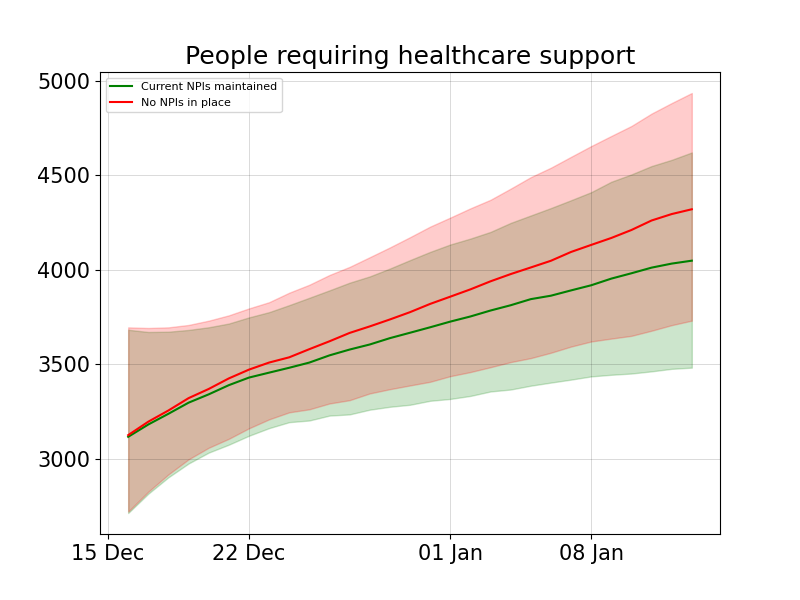 People requiring healthcare support
5000
Current NPIs maintained
No NPIs in place
4500
4000
3500
3000
15 Dec
22 Dec
01 Jan
08 Jan